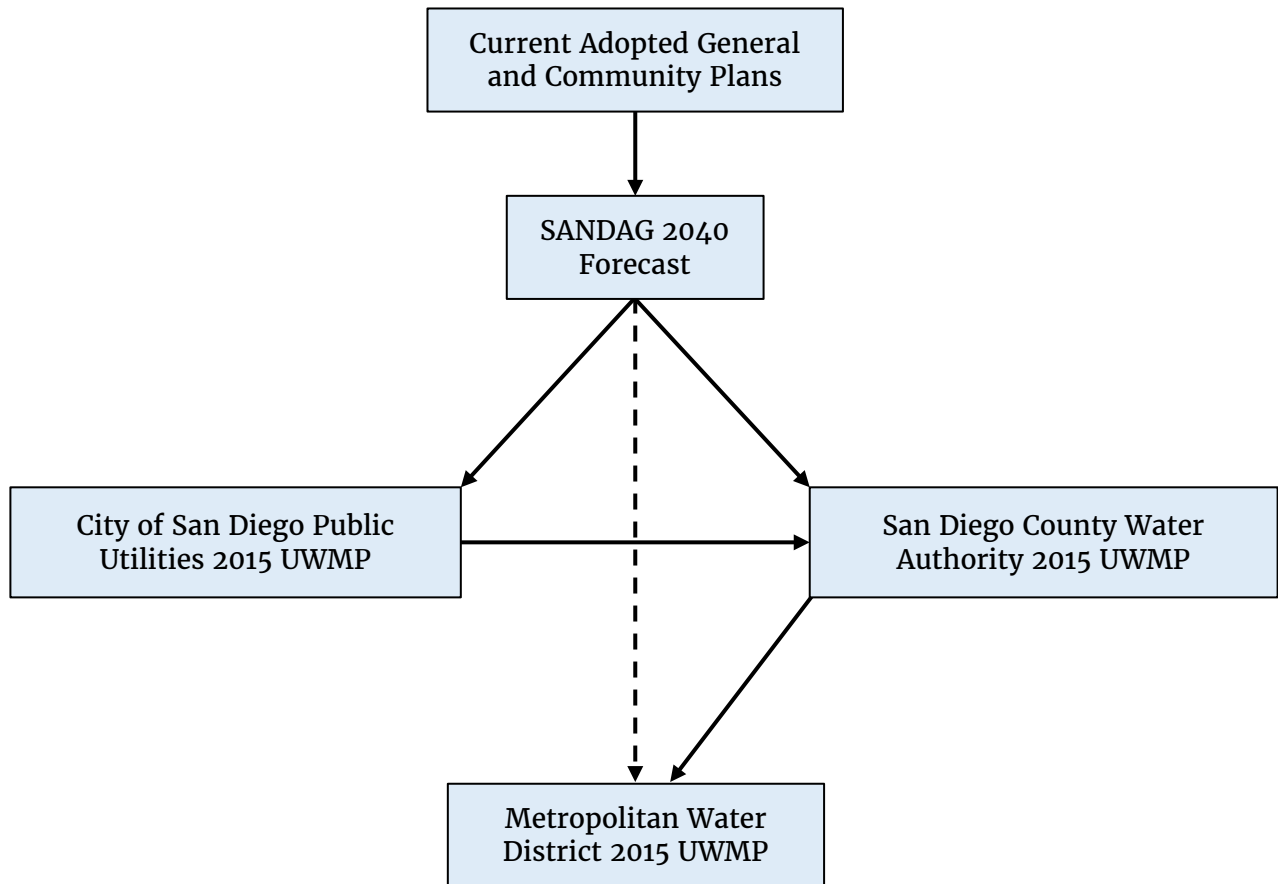 Current Adopted General
and Community Plans
SANDAG 2040
Forecast
City of San Diego Public
Utilities 2015 UWMP
San Diego County Water
Authority 2015 UWMP
Metropolitan Water
District 2015 UWMP